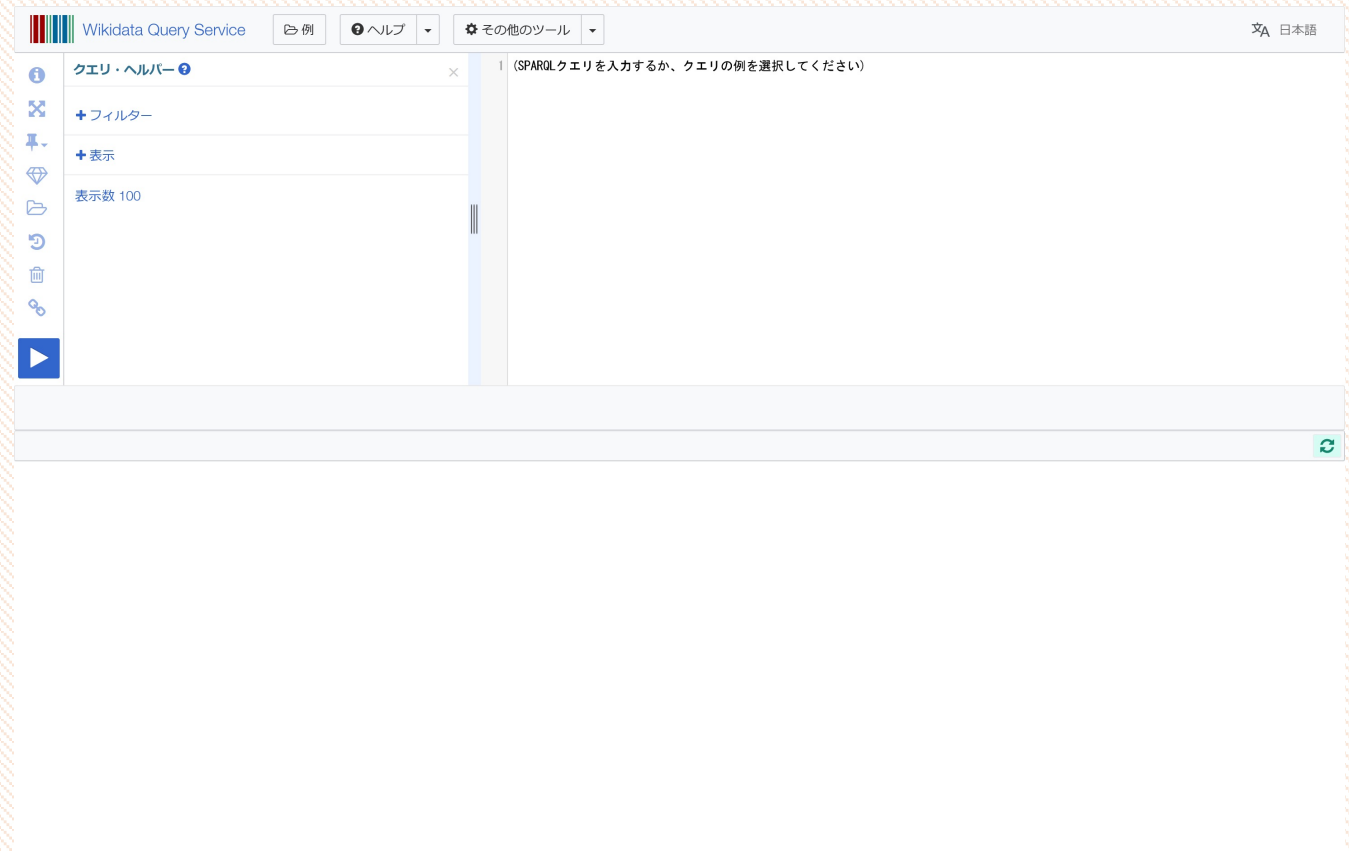 Wikidata Query Service
例
ヘルプ
その他のツール
日本語
クエリ・ヘルパー
フィルター
表示
表示数 100
1
(SPARQLクエリを入力するか、クエリの例を選択してください)